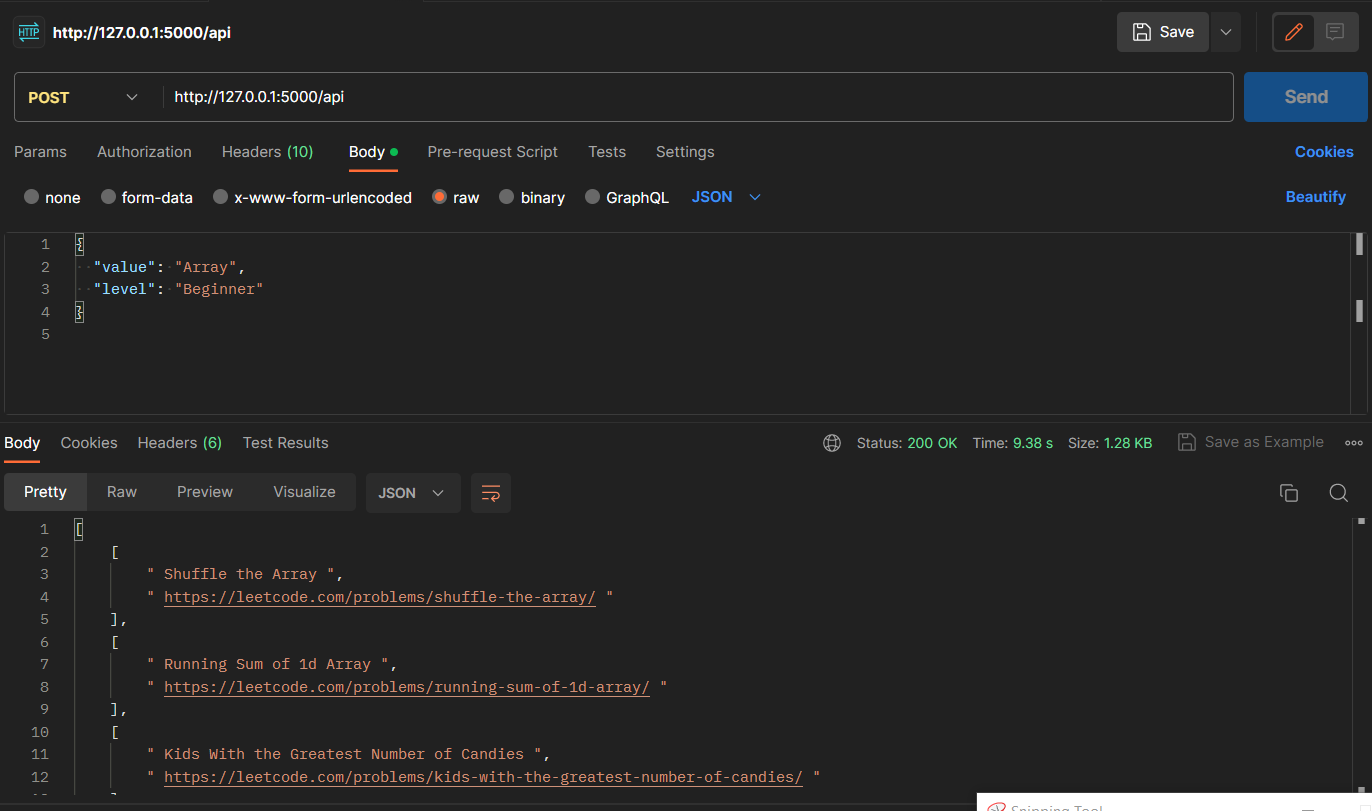 HTTP http://127.0.0.1:5000/api Save
POST http://127.0.0.1:5000/api Send
Params Authorization Headers (10) Body Pre-request Script Tests Settings Cookies
none form-data x-www-form-urlencoded raw binary GraphQL JSON Beautify
1 {
2 "value": "Array",
3 "level": "Beginner"
4 }
5
Body Cookies Headers (6) Test Results Status: 200 OK Time: 9.38 s Size: 1.28 KB Save as Example
Pretty Raw Preview Visualize JSON
1 [
2 [
3 " Shuffle the Array ",
4 " https://leetcode.com/problems/shuffle-the-array/ "
5 ],
6 [
7 " Running Sum of 1d Array ",
8 " https://leetcode.com/problems/running-sum-of-1d-array/ "
9 ],
10 [
11 " Kids With the Greatest Number of Candies ",
12 " https://leetcode.com/problems/kids-with-the-greatest-number-of-candies/ "
Snipping Tool